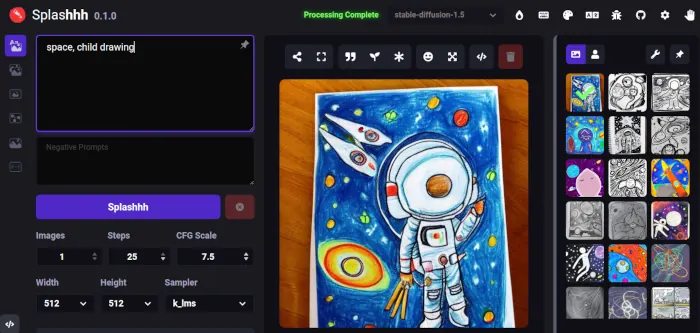 Splashhh 0.1.0
Processing Complete
stable-diffusion-1.5
space, child drawing
Negative Prompts
Splashhh
Images
Steps
CFG Scale
1
25
7.5
Width
Height
Sampler
512
512
k_lms